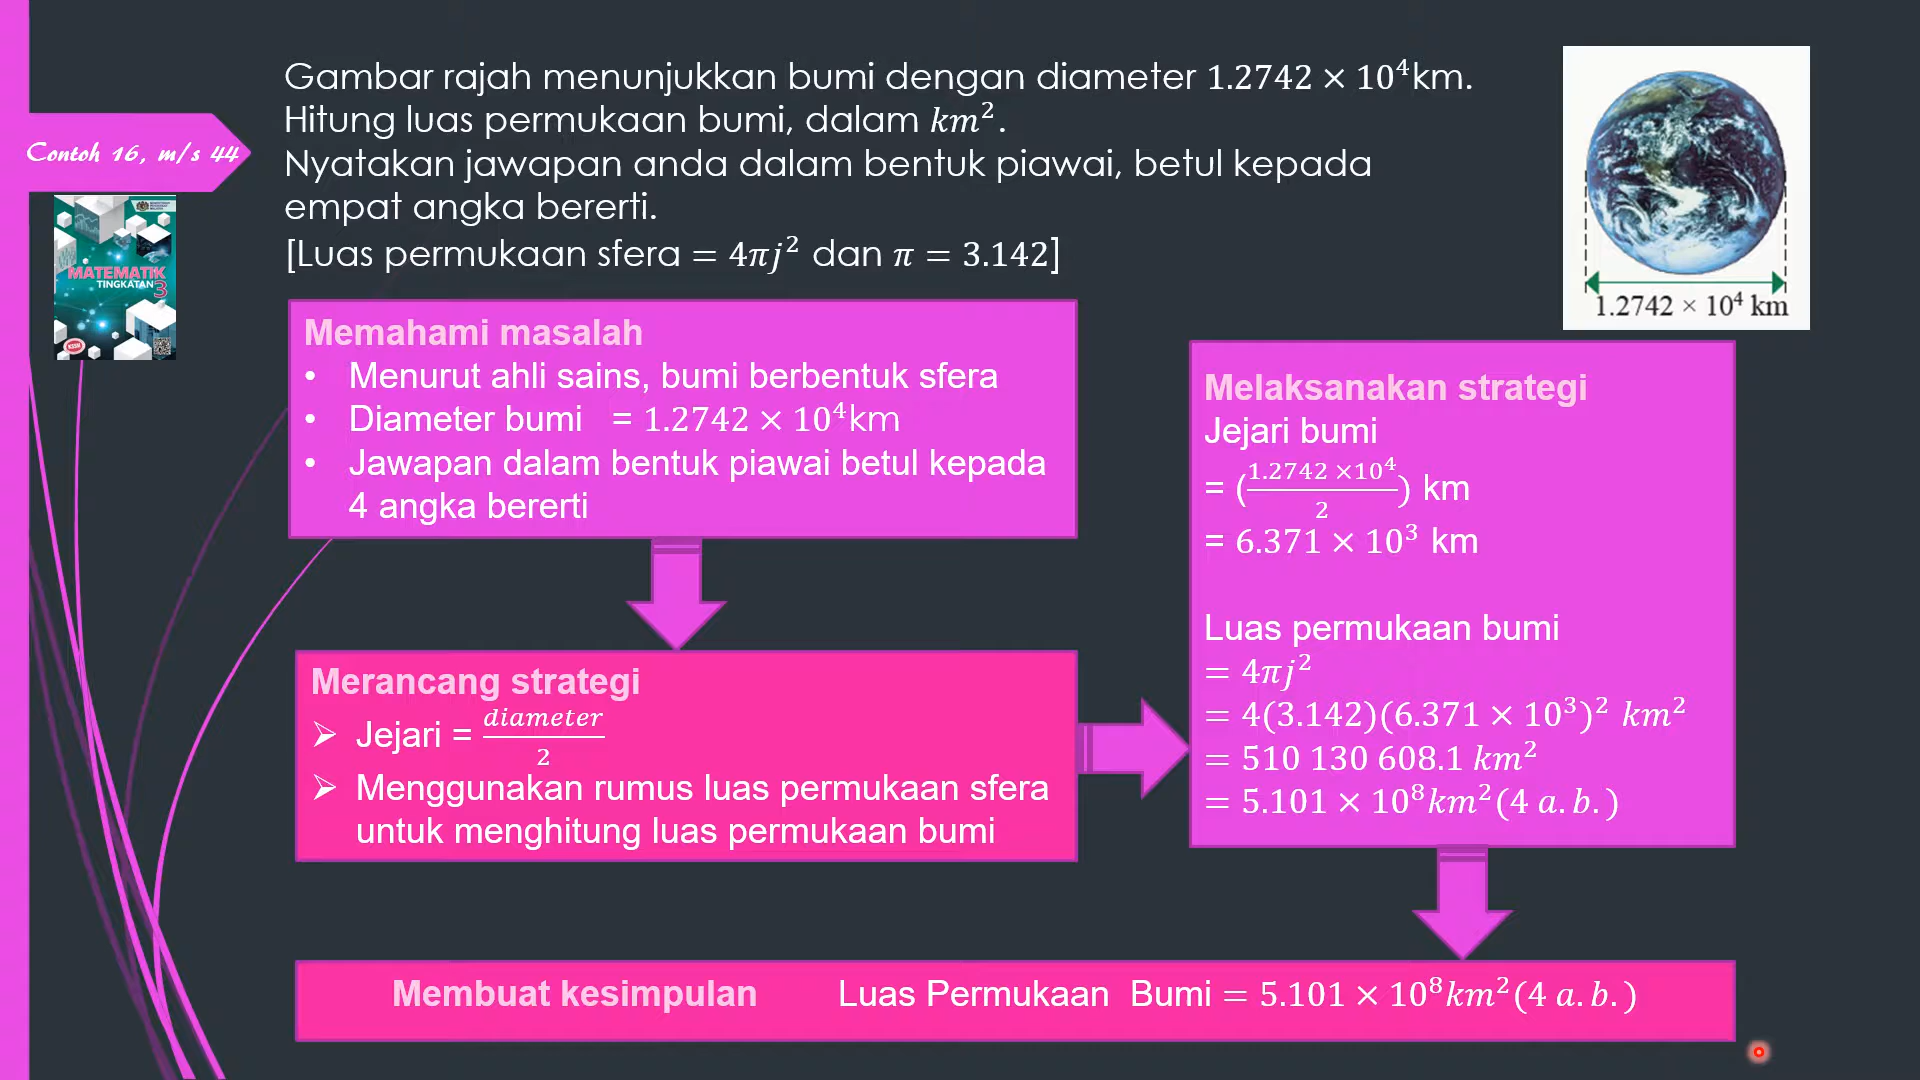 Gambar rajah menunjukkan bumi dengan diameter 1.2742 × 10⁴km.
Hitung luas permukaan bumi, dalam km².
Nyatakan jawapan anda dalam bentuk piawai, betul kepada
empat angka bererti.
[Luas permukaan sfera = 4πj² dan π = 3.142]
Contoh 16, m/s 44
MATEMATIK
TINGKATAN 3
1.2742 × 10⁴ km
Memahami masalah
• Menurut ahli sains, bumi berbentuk sfera
• Diameter bumi = 1.2742 × 10⁴km
• Jawapan dalam bentuk piawai betul kepada
4 angka bererti
Merancang strategi
➢ Jejari = diameter/2
➢ Menggunakan rumus luas permukaan sfera
untuk menghitung luas permukaan bumi
Melaksanakan strategi
Jejari bumi
= (1.2742 ×10⁴/2) km
= 6.371 × 10³ km
Luas permukaan bumi
= 4πj²
= 4(3.142)(6.371 × 10³)² km²
= 510 130 608.1 km²
= 5.101 × 10⁸km²(4 a.b.)
Membuat kesimpulan Luas Permukaan Bumi = 5.101 × 10⁸km²(4 a.b.)